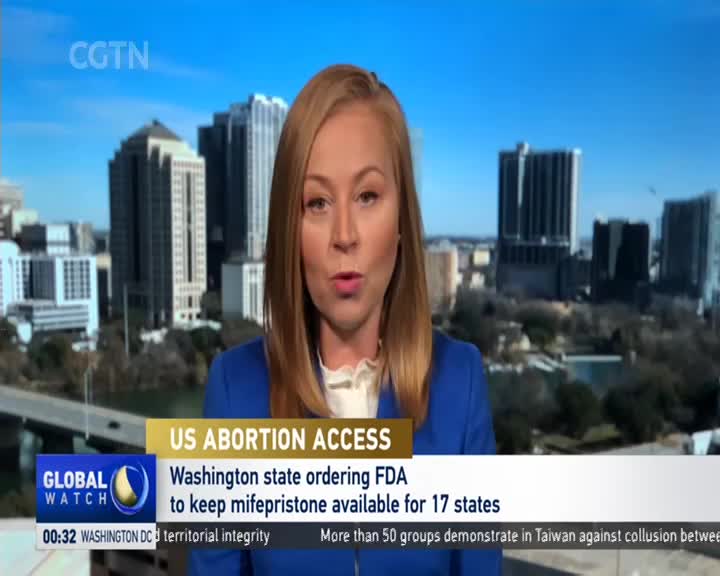 CGTN
US ABORTION ACCESS
Washington state ordering FDA
to keep mifepristone available for 17 states
GLOBAL
WATCH
00:32 WASHINGTON DC
territorial integrity More than 50 groups demonstrate in Taiwan against collusion